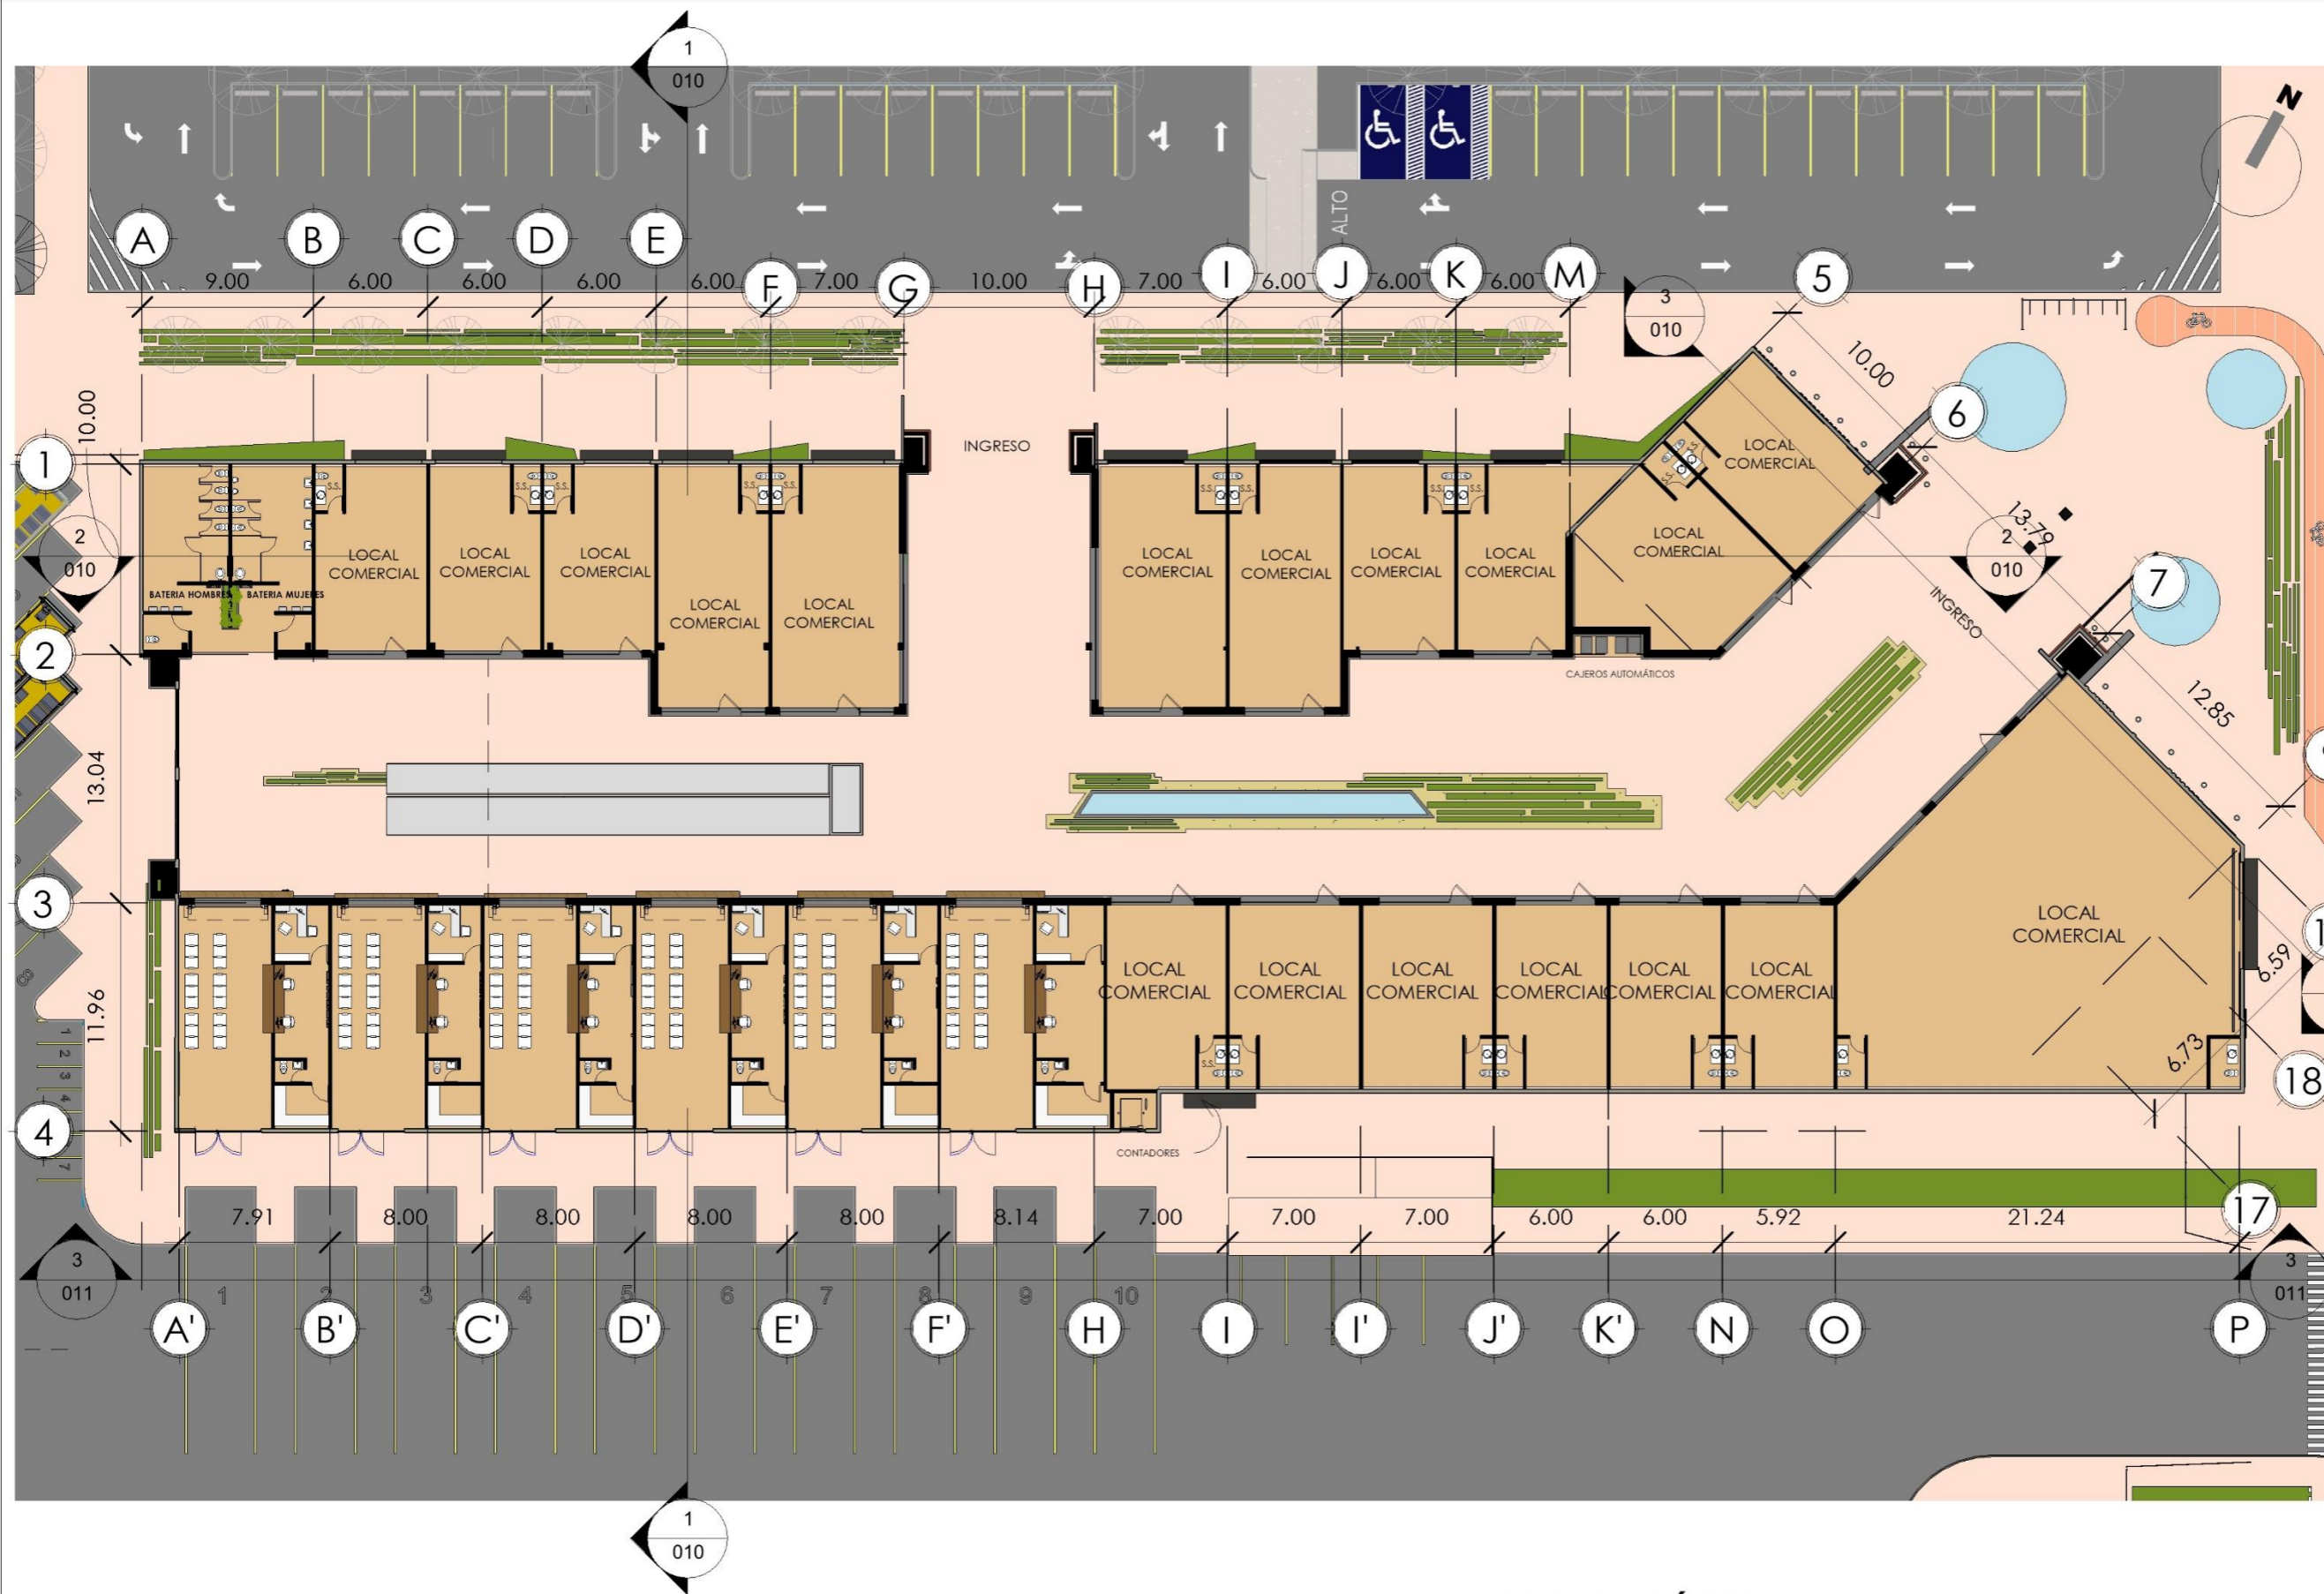 1
010
N
ALTO
A
B
C
D
E
F
G
H
I
J
K
M
5
9.00
6.00
6.00
6.00
6.00
7.00
10.00
7.00
6.00
6.00
6.00
3
010
10.00
6
10.00
1
INGRESO
LOCAL
COMERCIAL
S.S.
S.S.
S.S.
S.S.
S.S.
S.S.
S.S.
S.S.
S.S.
S.S.
S.S.
2
010
LOCAL
COMERCIAL
LOCAL
COMERCIAL
LOCAL
COMERCIAL
LOCAL
COMERCIAL
LOCAL
COMERCIAL
LOCAL
COMERCIAL
LOCAL
COMERCIAL
LOCAL
COMERCIAL
13.79
2
010
7
INGRESO
BATERIA HOMBRES
BATERIA MUJERES
LOCAL
COMERCIAL
LOCAL
COMERCIAL
2
CAJEROS AUTOMÁTICOS
12.85
13.04
3
LOCAL
COMERCIAL
LOCAL
COMERCIAL
LOCAL
COMERCIAL
LOCAL
COMERCIAL
LOCAL
COMERCIAL
LOCAL
COMERCIAL
LOCAL
COMERCIAL
6.59
8
11.96
1
2
3
4
7
S.S.
6.73
18
4
CONTADORES
17
7.91
8.00
8.00
8.00
8.00
8.14
7.00
7.00
7.00
6.00
6.00
5.92
21.24
3
011
1
2
3
4
5
6
7
8
9
10
3
011
A'
B'
C'
D'
E'
F'
H
I
I'
J'
K'
N
O
P
1
010